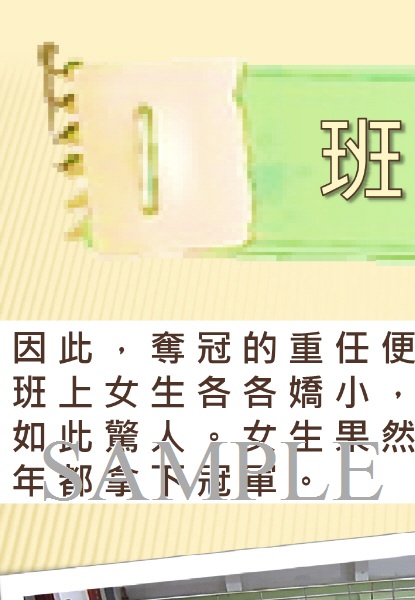 班
因此，奪冠的重任便
班上女生各各嬌小，
如此驚人。女生果然
年都拿下冠軍。
SAMPLE